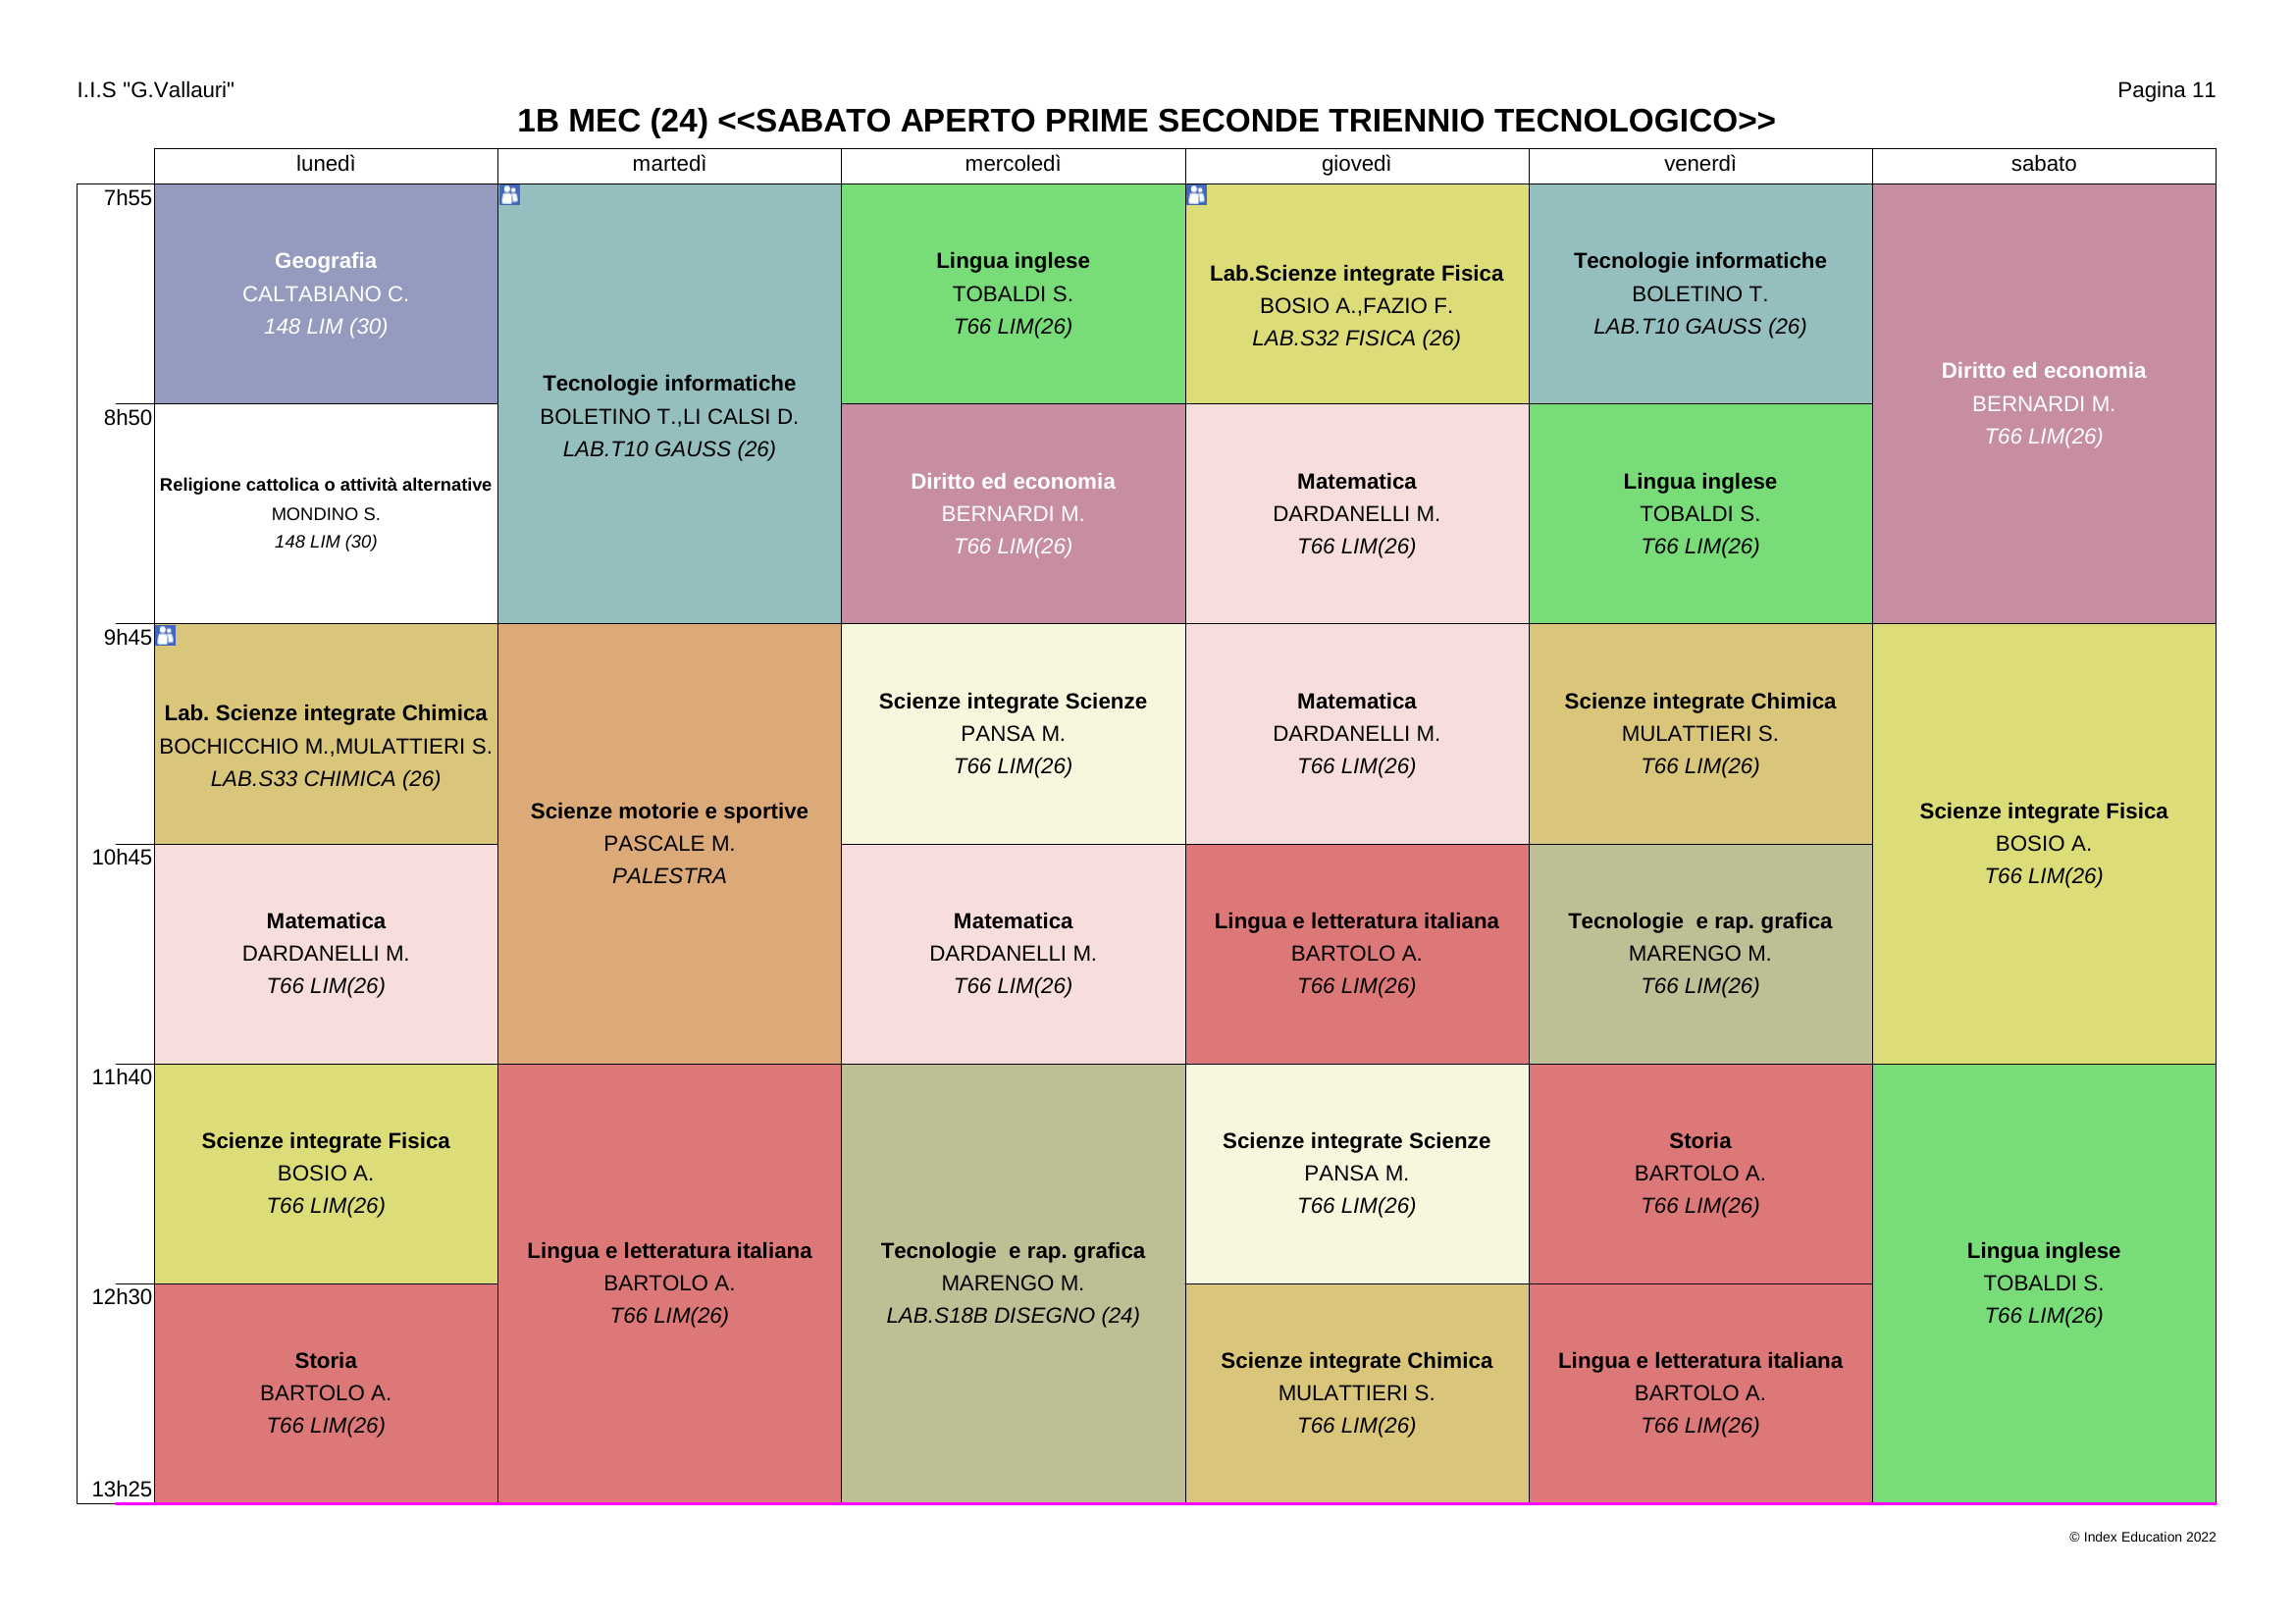 I.I.S "G.Vallauri"
Pagina 11
1B MEC (24) <<SABATO APERTO PRIME SECONDE TRIENNIO TECNOLOGICO>>
lunedì
martedì
mercoledì
giovedì
venerdì
sabato
7h55
Geografia
CALTABIANO C.
148 LIM (30)
Tecnologie informatiche
BOLETINO T.,LI CALSI D.
LAB.T10 GAUSS (26)
Lingua inglese
TOBALDI S.
T66 LIM(26)
Lab.Scienze integrate Fisica
BOSIO A.,FAZIO F.
LAB.S32 FISICA (26)
Tecnologie informatiche
BOLETINO T.
LAB.T10 GAUSS (26)
Diritto ed economia
BERNARDI M.
T66 LIM(26)
8h50
Religione cattolica o attività alternative
MONDINO S.
148 LIM (30)
Diritto ed economia
BERNARDI M.
T66 LIM(26)
Matematica
DARDANELLI M.
T66 LIM(26)
Lingua inglese
TOBALDI S.
T66 LIM(26)
9h45
Lab. Scienze integrate Chimica
BOCHICCHIO M.,MULATTIERI S.
LAB.S33 CHIMICA (26)
Scienze motorie e sportive
PASCALE M.
PALESTRA
Scienze integrate Scienze
PANSA M.
T66 LIM(26)
Matematica
DARDANELLI M.
T66 LIM(26)
Scienze integrate Chimica
MULATTIERI S.
T66 LIM(26)
Scienze integrate Fisica
BOSIO A.
T66 LIM(26)
10h45
Matematica
DARDANELLI M.
T66 LIM(26)
Matematica
DARDANELLI M.
T66 LIM(26)
Lingua e letteratura italiana
BARTOLO A.
T66 LIM(26)
Tecnologie  e rap. grafica
MARENGO M.
T66 LIM(26)
11h40
Scienze integrate Fisica
BOSIO A.
T66 LIM(26)
Lingua e letteratura italiana
BARTOLO A.
T66 LIM(26)
Tecnologie  e rap. grafica
MARENGO M.
LAB.S18B DISEGNO (24)
Scienze integrate Scienze
PANSA M.
T66 LIM(26)
Storia
BARTOLO A.
T66 LIM(26)
Lingua inglese
TOBALDI S.
T66 LIM(26)
12h30
Storia
BARTOLO A.
T66 LIM(26)
Scienze integrate Chimica
MULATTIERI S.
T66 LIM(26)
Lingua e letteratura italiana
BARTOLO A.
T66 LIM(26)
13h25
© Index Education 2022